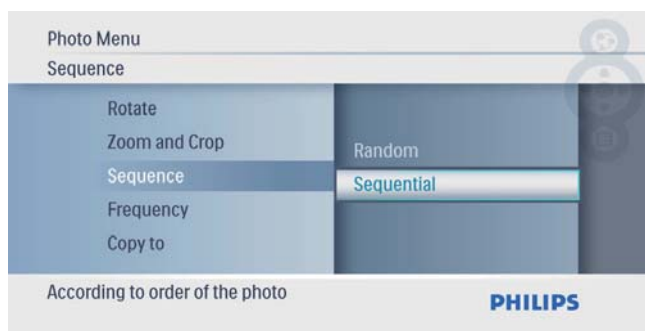 Photo Menu
Sequence
Rotate
Zoom and Crop
Sequence
Frequency
Copy to
Random
Sequential
According to order of the photo
PHILIPS